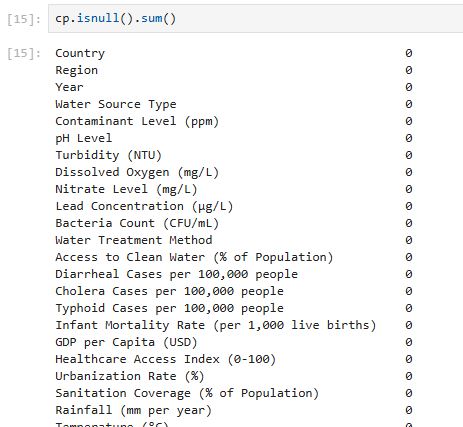 [15]: cp.isnull().sum()
[15]: Country 0
Region 0
Year 0
Water Source Type 0
Contaminant Level (ppm) 0
pH Level 0
Turbidity (NTU) 0
Dissolved Oxygen (mg/L) 0
Nitrate Level (mg/L) 0
Lead Concentration (µg/L) 0
Bacteria Count (CFU/mL) 0
Water Treatment Method 0
Access to Clean Water (% of Population) 0
Diarrheal Cases per 100,000 people 0
Cholera Cases per 100,000 people 0
Typhoid Cases per 100,000 people 0
Infant Mortality Rate (per 1,000 live births) 0
GDP per Capita (USD) 0
Healthcare Access Index (0-100) 0
Urbanization Rate (%) 0
Sanitation Coverage (% of Population) 0
Rainfall (mm per year) 0
Temperature (°C) 0